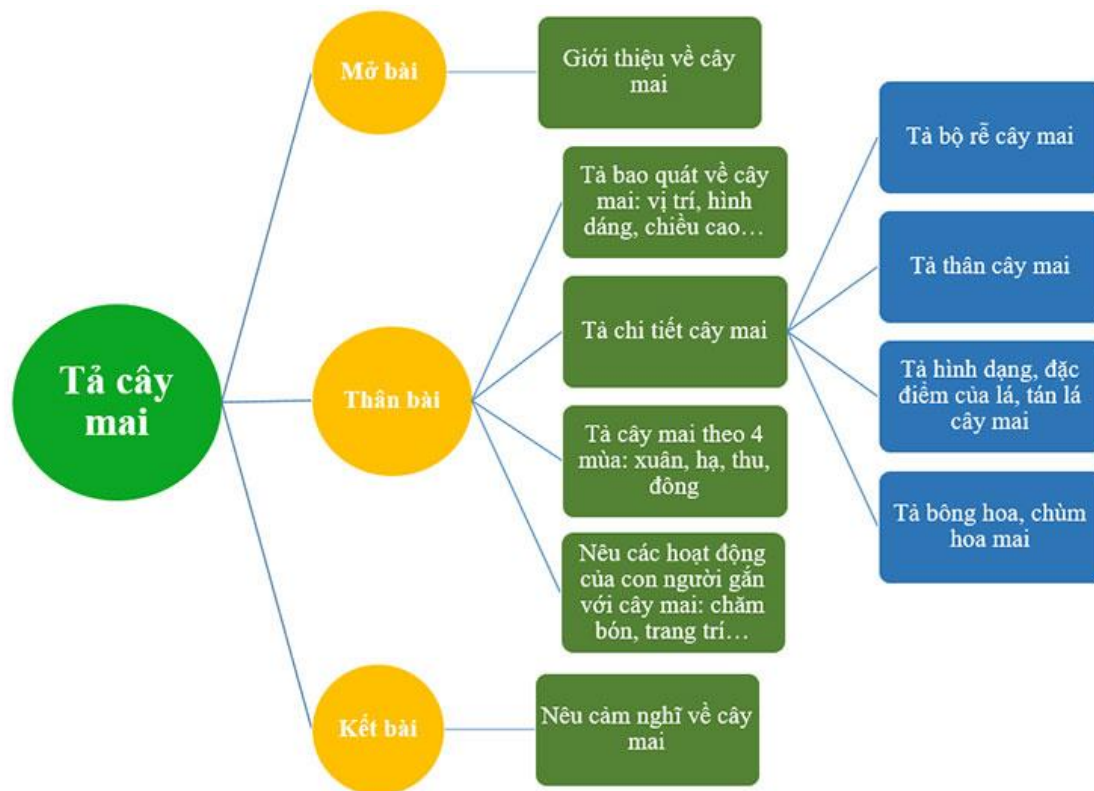 Tả cây
mai
Mở bài
Giới thiệu về cây
mai
Thân bài
Tả bao quát về cây
mai: vị trí, hình
dáng, chiều cao…
Tả chi tiết cây mai
Tả bộ rễ cây mai
Tả thân cây mai
Tả hình dạng, đặc
điểm của lá, tán lá
cây mai
Tả bông hoa, chùm
hoa mai
Tả cây mai theo 4
mùa: xuân, hạ, thu,
đông
Nêu các hoạt động
của con người gắn
với cây mai: chăm
bón, trang trí…
Kết bài
Nêu cảm nghĩ về cây
mai